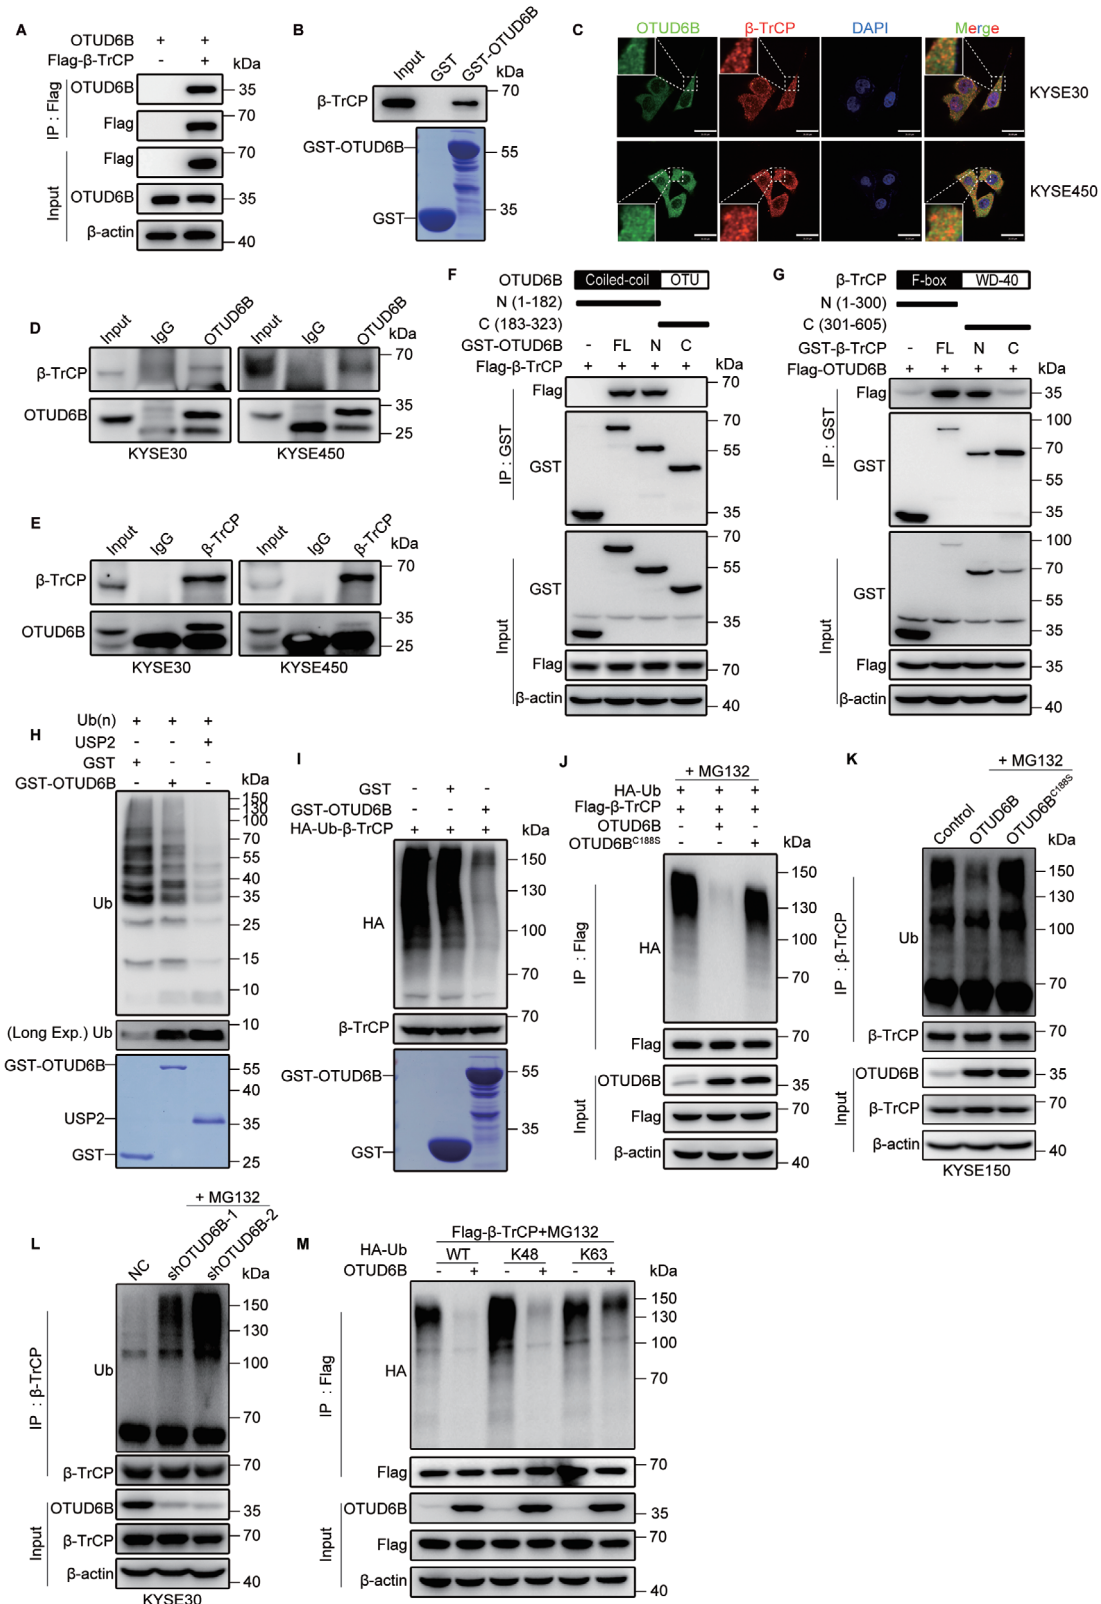 A
OTUD6B + +
Flag-β-TrCP - +
kDa
IP : Flag
OTUD6B 35
Flag 70
Input
Flag 70
OTUD6B 35
β-actin 40
B
Input GST GST-OTUD6B
kDa
β-TrCP 70
GST-OTUD6B 55
35
GST
C
OTUD6B β-TrCP DAPI Merge
KYSE30
KYSE450
D
Input IgG OTUD6B Input IgG OTUD6B
kDa
β-TrCP 70
OTUD6B 35
25
KYSE30 KYSE450
E
Input IgG β-TrCP Input IgG β-TrCP
kDa
β-TrCP 70
OTUD6B 35
25
KYSE30 KYSE450
F
OTUD6B Coiled-coil OTU
N (1-182)
C (183-323)
GST-OTUD6B - FL N C
Flag-β-TrCP + + + +
kDa
IP : GST
Flag 70
GST 70
55
35
Input
GST 70
55
35
Flag 70
β-actin 40
G
β-TrCP F-box WD-40
N (1-300)
C (301-605)
GST-β-TrCP - FL N C
Flag-OTUD6B + + + +
kDa
IP : GST
Flag 35
GST 100
70
55
35
Input
GST 100
70
55
35
Flag 35
β-actin 40
H
Ub(n) + + +
USP2 - - +
GST + - -
GST-OTUD6B - + -
kDa
Ub 150
130
100
70
55
40
35
25
15
10
(Long Exp.) Ub 10
GST-OTUD6B 55
40
USP2 35
GST 25
I
GST - + -
GST-OTUD6B - - +
HA-Ub-β-TrCP + + +
kDa
HA 150
130
100
70
β-TrCP 70
GST-OTUD6B 55
35
GST
J
+ MG132
HA-Ub + + +
Flag-β-TrCP + + +
OTUD6B - + -
OTUD6BC188S - - +
kDa
IP : Flag
HA 150
130
100
70
Flag 70
Input
OTUD6B 35
Flag 70
β-actin 40
K
+ MG132
Control OTUD6B OTUD6BC188S
kDa
IP : β-TrCP
Ub 150
130
100
70
β-TrCP 70
Input
OTUD6B 35
β-TrCP 70
β-actin 40
KYSE150
L
+ MG132
NC shOTUD6B-1 shOTUD6B-2
kDa
IP : β-TrCP
Ub 150
130
100
70
β-TrCP
Input
OTUD6B 35
β-TrCP 70
β-actin 40
KYSE30
M
Flag-β-TrCP+MG132
HA-Ub WT K48 K63
OTUD6B - + - + - +
kDa
IP : Flag
HA 150
130
100
70
Flag 70
Input
OTUD6B 35
Flag 70
β-actin 40